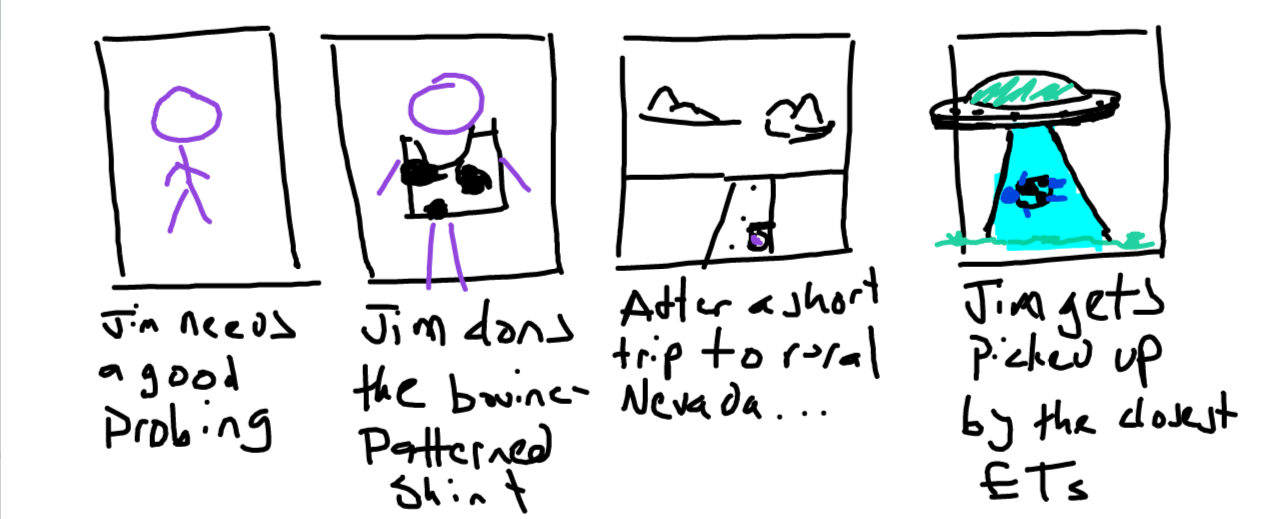 Jim needs
a good
Probing
Jim dons
the bovine-
Patterned
Shirt
After a short
trip to rural
Nevada...
Jim gets
Picked up
by the closest
ETs